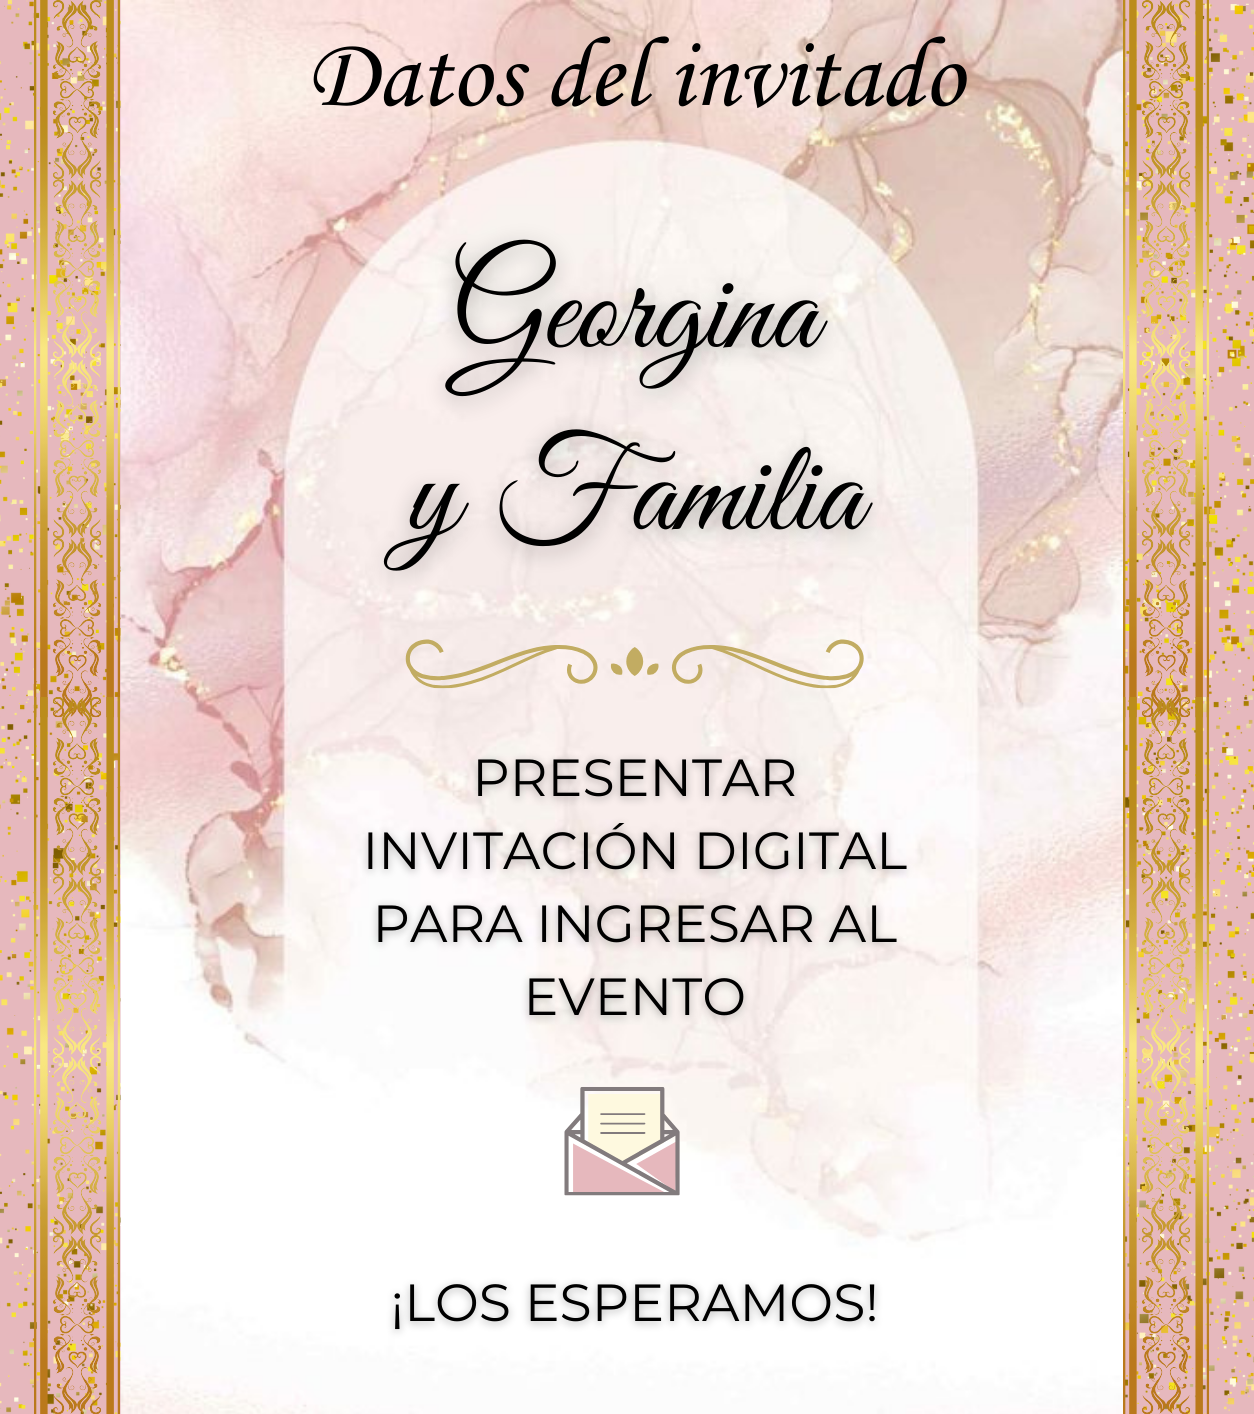 Datos del invitado
Georgina
y Familia
PRESENTAR
INVITACIÓN DIGITAL
PARA INGRESAR AL
EVENTO
¡LOS ESPERAMOS!